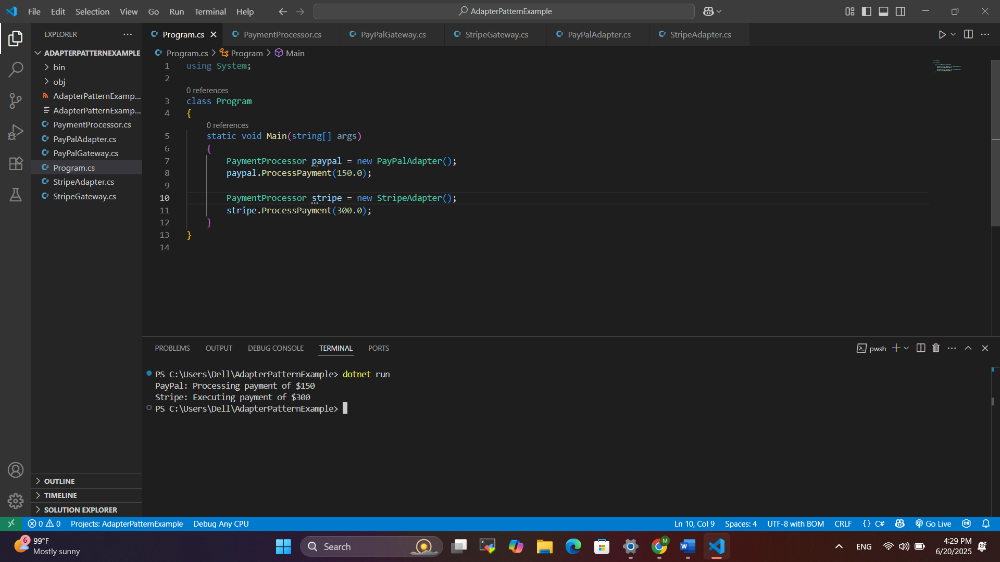 File Edit Selection View Go Run Terminal Help
AdapterPatternExample
EXPLORER
ADAPTERPATTERNEXAMPLE
bin
obj
AdapterPatternExamp...
AdapterPatternExamp...
PaymentProcessor.cs
PayPalAdapter.cs
PayPalGateway.cs
Program.cs
StripeAdapter.cs
StripeGateway.cs
OUTLINE
TIMELINE
SOLUTION EXPLORER
Program.cs PaymentProcessor.cs PayPalGateway.cs StripeGateway.cs PayPalAdapter.cs StripeAdapter.cs
Program.cs > Program > Main
1 using System;
2
0 references
3 class Program
4 {
0 references
5 static void Main(string[] args)
6 {
7 PaymentProcessor paypal = new PayPalAdapter();
8 paypal.ProcessPayment(150.0);
9
10 PaymentProcessor stripe = new StripeAdapter();
11 stripe.ProcessPayment(300.0);
12 }
13 }
14
PROBLEMS OUTPUT DEBUG CONSOLE TERMINAL PORTS
pwsh
PS C:\Users\Dell\AdapterPatternExample> dotnet run
PayPal: Processing payment of $150
Stripe: Executing payment of $300
PS C:\Users\Dell\AdapterPatternExample>
0 0 Projects: AdapterPatternExample Debug Any CPU
Ln 10, Col 9 Spaces: 4 UTF-8 with BOM CRLF {} C# Go Live
6
99°F
Mostly sunny
Search
M
W
ENG
4:29 PM
6/20/2025